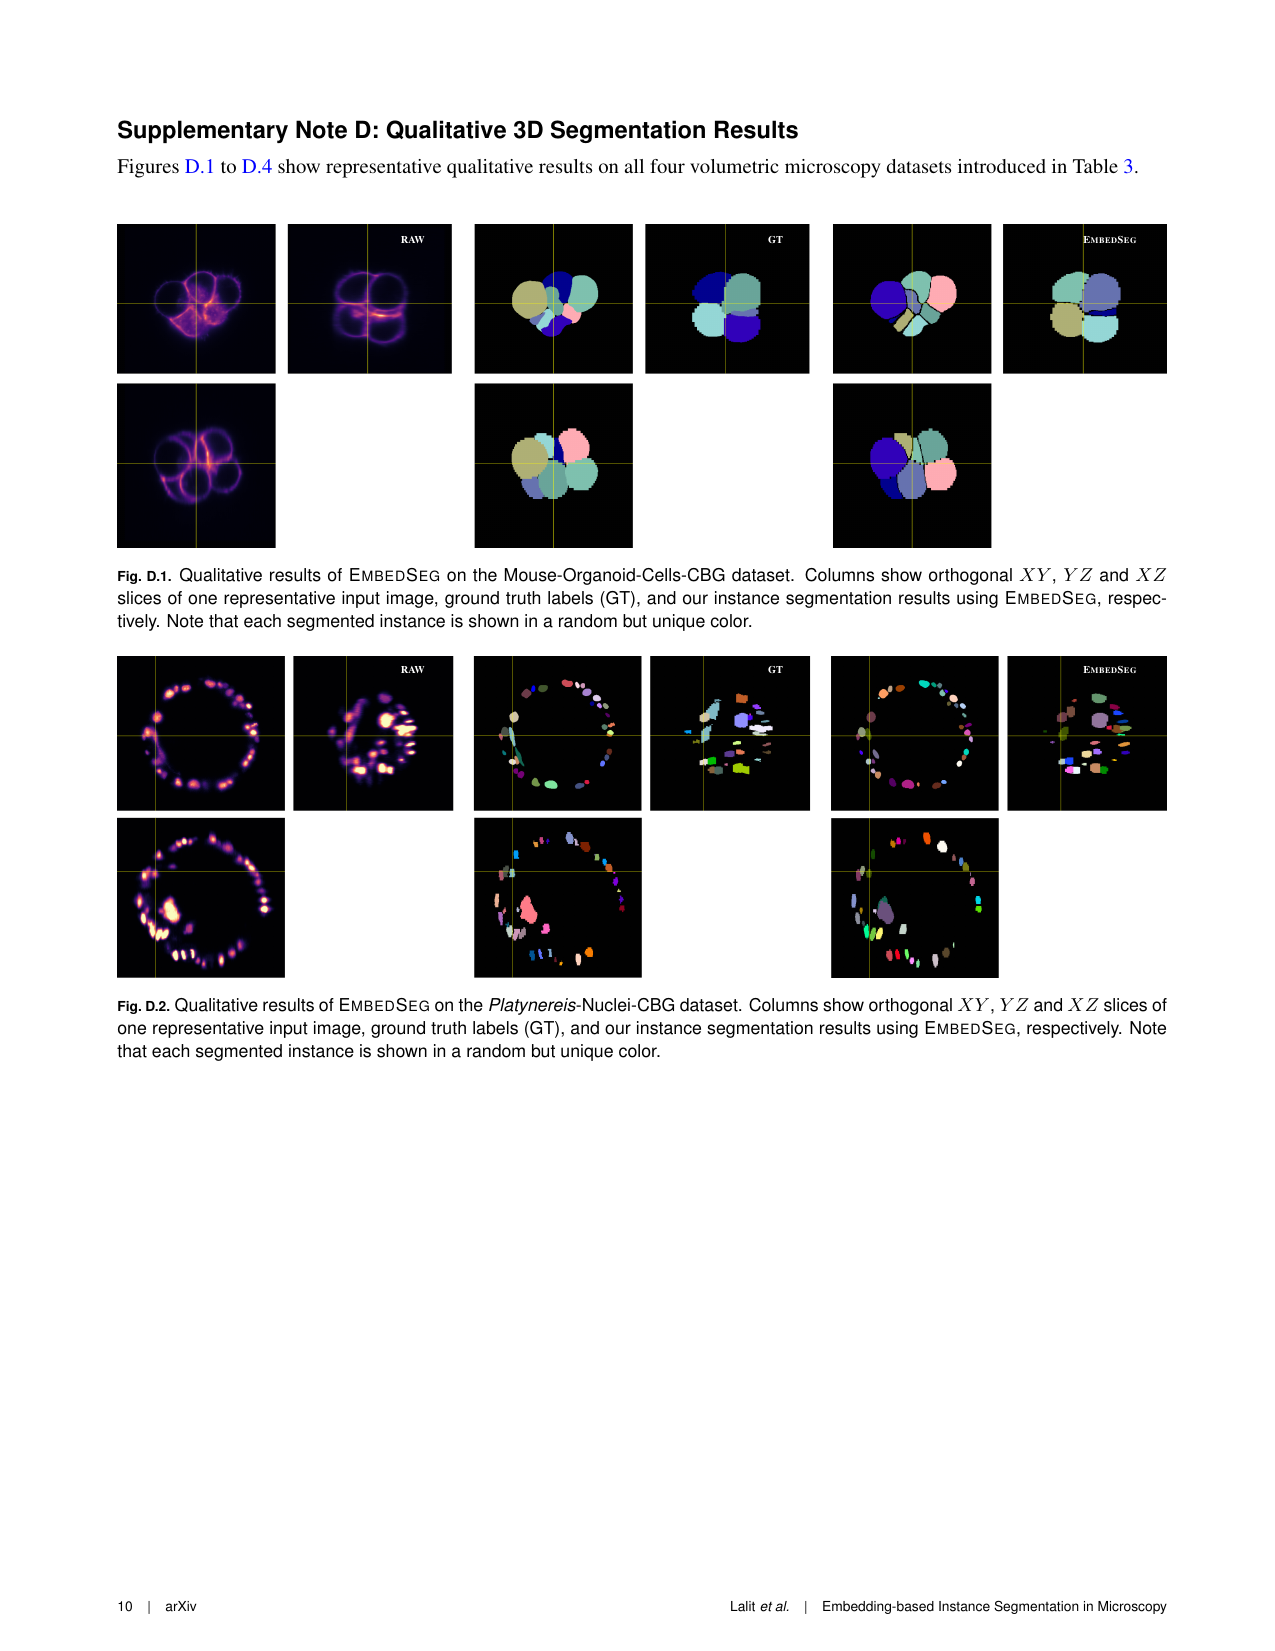 Supplementary Note D: Qualitative 3D Segmentation Results
Figures D.1 to D.4 show representative qualitative results on all four volumetric microscopy datasets introduced in Table 3.
RAW
GT
EMBEDSEG
Fig. D.1. Qualitative results of EMBEDSEG on the Mouse-Organoid-Cells-CBG dataset. Columns show orthogonal XY, YZ and XZ
slices of one representative input image, ground truth labels (GT), and our instance segmentation results using EMBEDSEG, respec-
tively. Note that each segmented instance is shown in a random but unique color.
RAW
GT
EMBEDSEG
Fig. D.2. Qualitative results of EMBEDSEG on the Platynereis-Nuclei-CBG dataset. Columns show orthogonal XY, YZ and XZ slices of
one representative input image, ground truth labels (GT), and our instance segmentation results using EMBEDSEG, respectively. Note
that each segmented instance is shown in a random but unique color.
10 | arXiv
Lalit et al. | Embedding-based Instance Segmentation in Microscopy